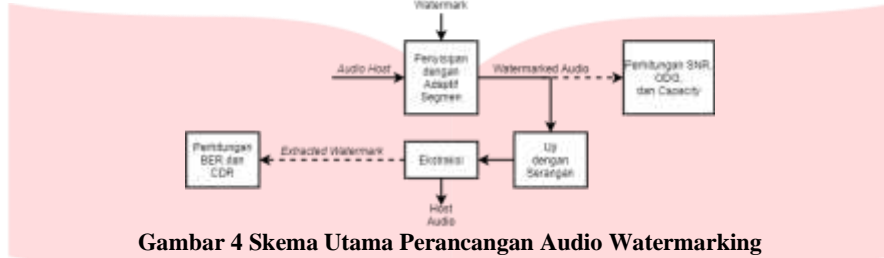 Watermark
Audio Host
Penyisipan
dengan
Adaptif
Segmen
Watermarked Audio
Perhitungan SNR,
ODG,
dan Capacity
Perhitungan
BER dan
CDR
Extracted Watermark
Ekstraksi
Uji
dengan
Serangan
Host
Audio
Gambar 4 Skema Utama Perancangan Audio Watermarking